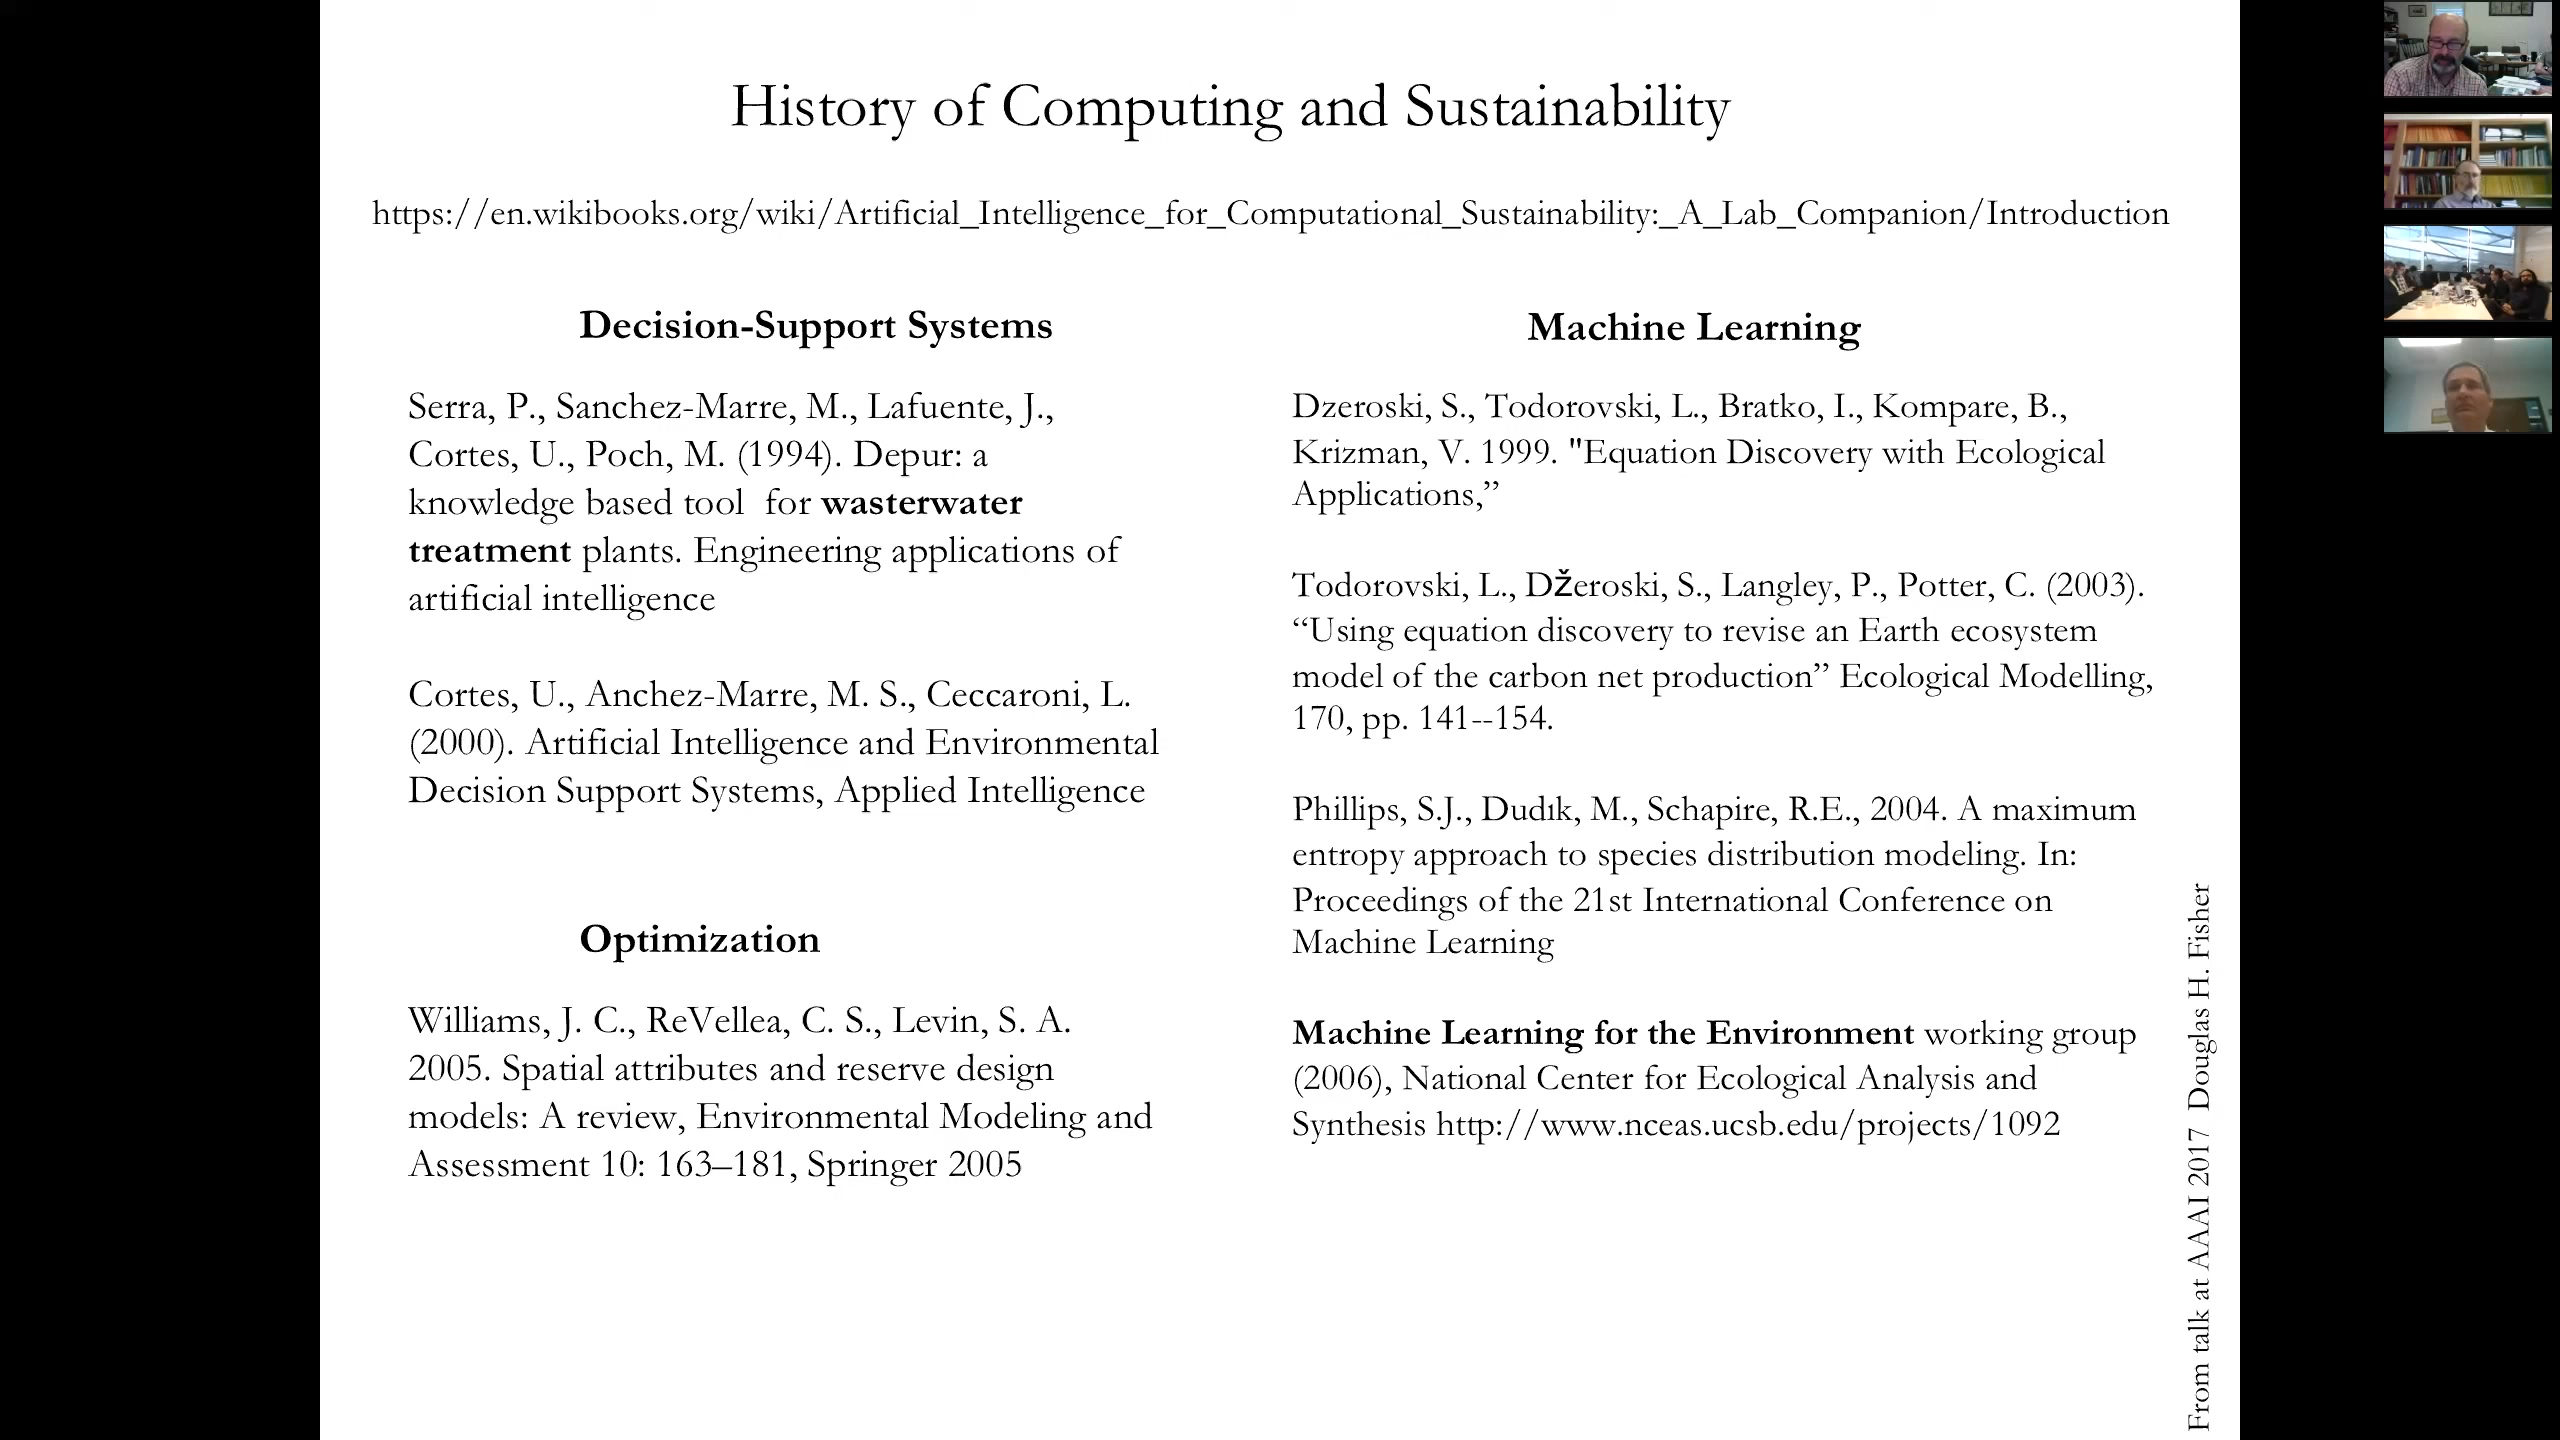 History of Computing and Sustainability
https://en.wikibooks.org/wiki/Artificial_Intelligence_for_Computational_Sustainability:_A_Lab_Companion/Introduction
Decision-Support Systems
Serra, P., Sanchez-Marre, M., Lafuente, J.,
Cortes, U., Poch, M. (1994). Depur: a
knowledge based tool  for wasterwater
treatment plants. Engineering applications of
artificial intelligence
Cortes, U., Anchez-Marre, M. S., Ceccaroni, L.
(2000). Artificial Intelligence and Environmental
Decision Support Systems, Applied Intelligence
Optimization
Williams, J. C., ReVellea, C. S., Levin, S. A.
2005. Spatial attributes and reserve design
models: A review, Environmental Modeling and
Assessment 10: 163–181, Springer 2005
Machine Learning
Dzeroski, S., Todorovski, L., Bratko, I., Kompare, B.,
Krizman, V. 1999. "Equation Discovery with Ecological
Applications,”
Todorovski, L., DŽeroski, S., Langley, P., Potter, C. (2003).
“Using equation discovery to revise an Earth ecosystem
model of the carbon net production” Ecological Modelling,
170, pp. 141--154.
Phillips, S.J., Dudık, M., Schapire, R.E., 2004. A maximum
entropy approach to species distribution modeling. In:
Proceedings of the 21st International Conference on
Machine Learning
Machine Learning for the Environment working group
(2006), National Center for Ecological Analysis and
Synthesis http://www.nceas.ucsb.edu/projects/1092
From talk at AAAI 2017  Douglas H. Fisher